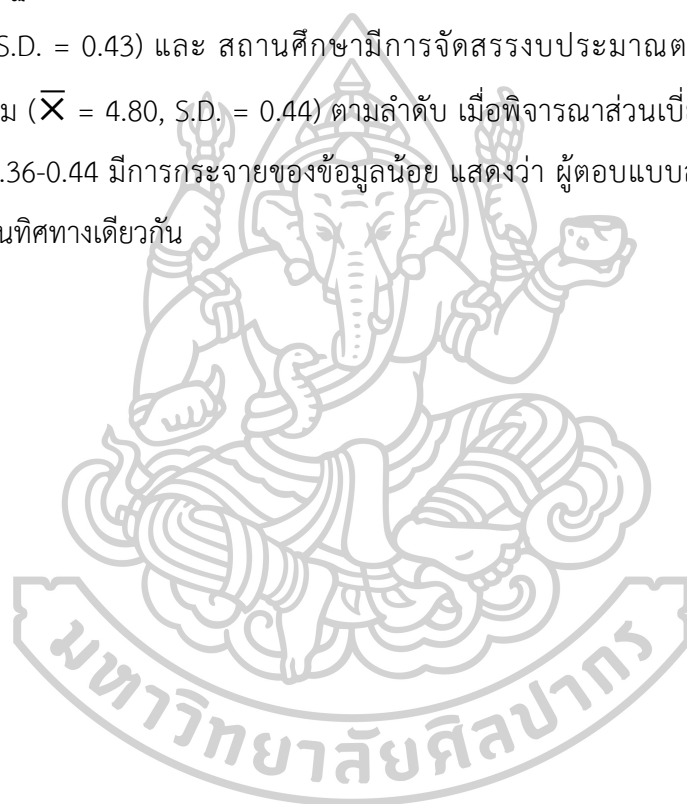 S.D. = 0.43) และ สถานศึกษามีการจัดสรรงบประมาณต
ม (X̅ = 4.80, S.D. = 0.44) ตามลำดับ เมื่อพิจารณาส่วนเบี่
.36-0.44 มีการกระจายของข้อมูลน้อย แสดงว่า ผู้ตอบแบบส
นทิศทางเดียวกัน
มหาวิทยาลัยศิลปากร